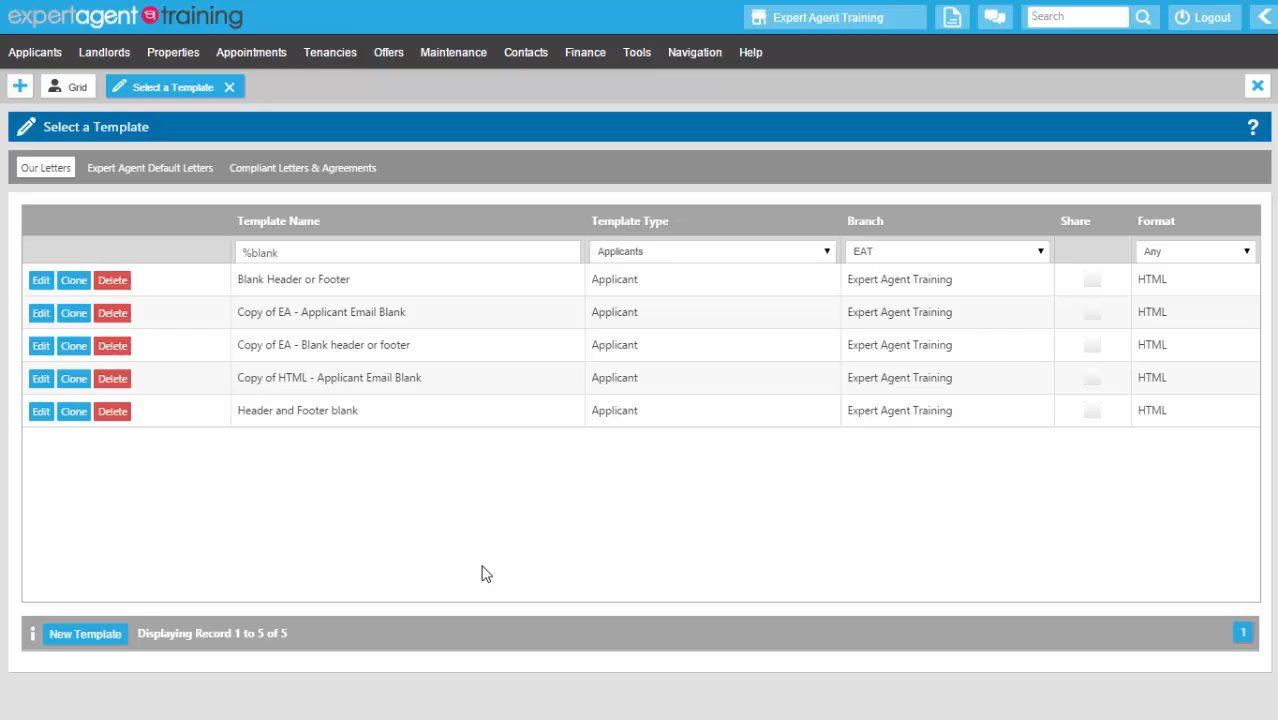 expertagent training Expert Agent Training Search Logout
Applicants Landlords Properties Appointments Tenancies Offers Maintenance Contacts Finance Tools Navigation Help
Grid Select a Template
Select a Template ?
Our Letters Expert Agent Default Letters Compliant Letters & Agreements
Template Name Template Type Branch Share Format
%blank Applicants EAT Any
Edit Clone Delete Blank Header or Footer Applicant Expert Agent Training HTML
Edit Clone Delete Copy of EA - Applicant Email Blank Applicant Expert Agent Training HTML
Edit Clone Delete Copy of EA - Blank header or footer Applicant Expert Agent Training HTML
Edit Clone Delete Copy of HTML - Applicant Email Blank Applicant Expert Agent Training HTML
Edit Clone Delete Header and Footer blank Applicant Expert Agent Training HTML
New Template Displaying Record 1 to 5 of 5 1